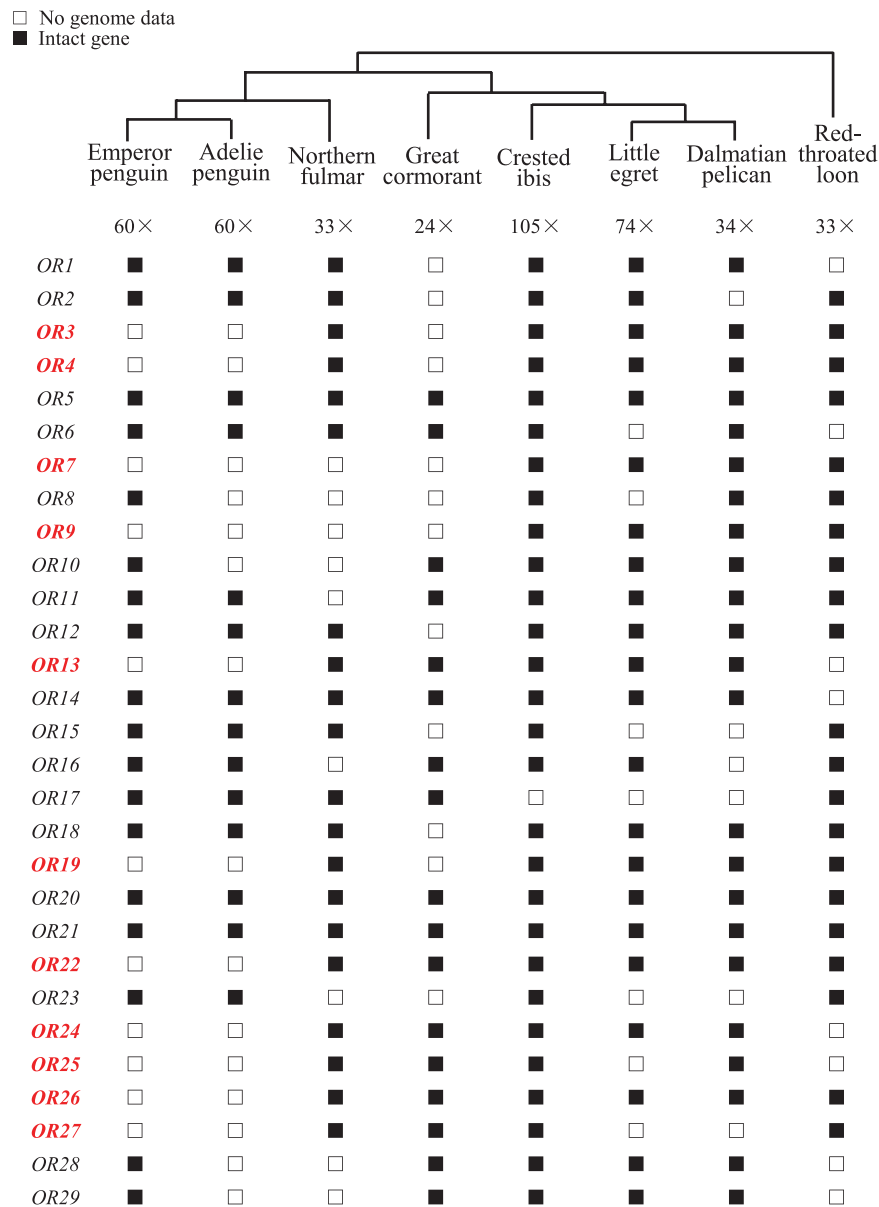 No genome data
Intact gene
Emperor penguin
Adelie penguin
Northern fulmar
Great cormorant
Crested ibis
Little egret
Dalmatian pelican
Red-throated loon
60× 60× 33× 24× 105× 74× 34× 33×
OR1
OR2
OR3
OR4
OR5
OR6
OR7
OR8
OR9
OR10
OR11
OR12
OR13
OR14
OR15
OR16
OR17
OR18
OR19
OR20
OR21
OR22
OR23
OR24
OR25
OR26
OR27
OR28
OR29